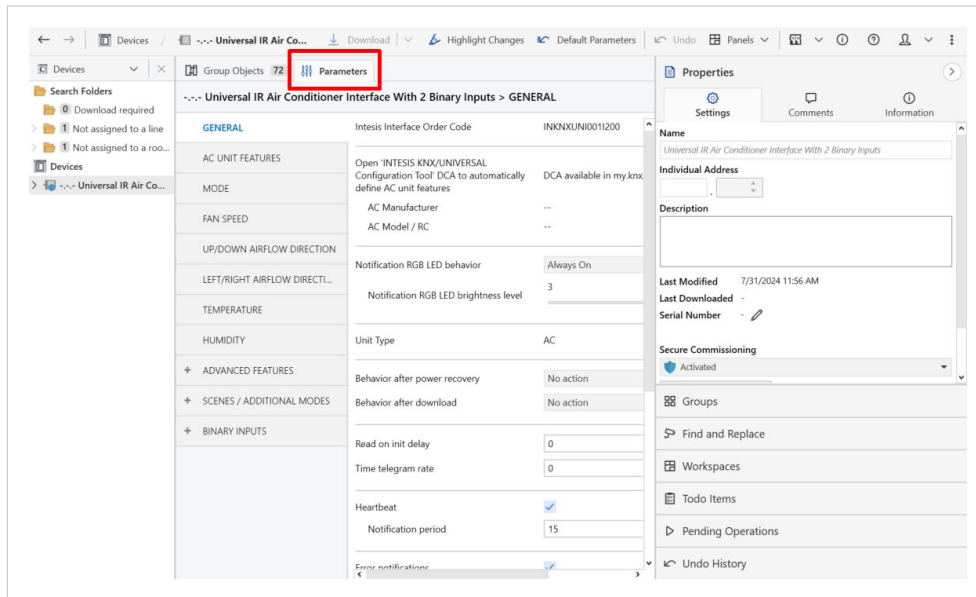 Devices / -.-.- Universal IR Air Co... Download Highlight Changes Default Parameters Undo Panels
Devices
Search Folders
0 Download required
1 Not assigned to a line
1 Not assigned to a roo...
Devices
-.-.- Universal IR Air Co...
Group Objects 72 Parameters
-.-.- Universal IR Air Conditioner Interface With 2 Binary Inputs > GENERAL
GENERAL
AC UNIT FEATURES
MODE
FAN SPEED
UP/DOWN AIRFLOW DIRECTION
LEFT/RIGHT AIRFLOW DIRECTI...
TEMPERATURE
HUMIDITY
+ ADVANCED FEATURES
+ SCENES / ADDITIONAL MODES
+ BINARY INPUTS
Intesis Interface Order Code INKNXUNI001I200
Open 'INTESIS KNX/UNIVERSAL
Configuration Tool' DCA to automatically DCA available in my.knx
define AC unit features
AC Manufacturer --
AC Model / RC --
Notification RGB LED behavior Always On
Notification RGB LED brightness level 3
Unit Type AC
Behavior after power recovery No action
Behavior after download No action
Read on init delay 0
Time telegram rate 0
Heartbeat
Notification period 15
Error notifications
Properties
Settings Comments Information
Name
Universal IR Air Conditioner Interface With 2 Binary Inputs
Individual Address
.
Description
Last Modified 7/31/2024 11:56 AM
Last Downloaded -
Serial Number -
Secure Commissioning
Activated
Groups
Find and Replace
Workspaces
Todo Items
Pending Operations
Undo History